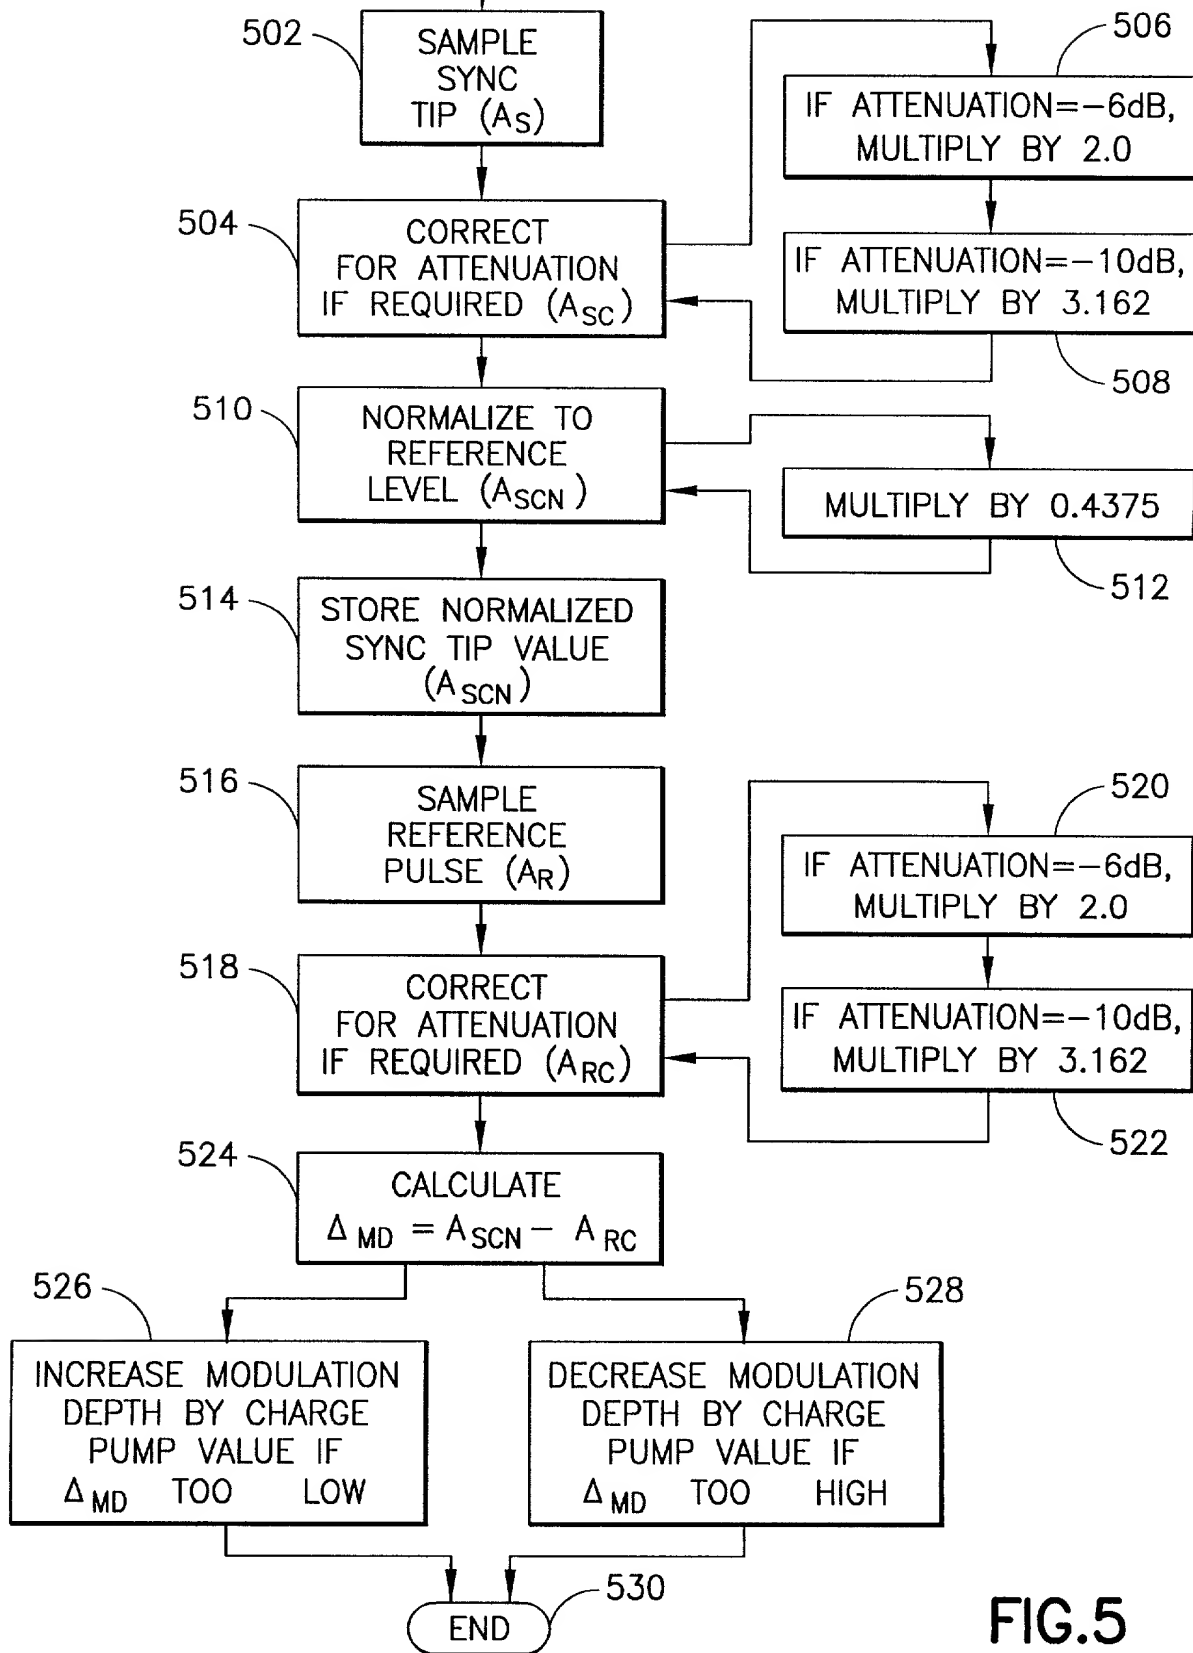 502
SAMPLE
SYNC
TIP (AS)
504
CORRECT
FOR ATTENUATION
IF REQUIRED (ASC)
506
IF ATTENUATION=-6dB,
MULTIPLY BY 2.0
IF ATTENUATION=-10dB,
MULTIPLY BY 3.162
508
510
NORMALIZE TO
REFERENCE
LEVEL (ASCN)
MULTIPLY BY 0.4375
512
514
STORE NORMALIZED
SYNC TIP VALUE
(ASCN)
516
SAMPLE
REFERENCE
PULSE (AR)
518
CORRECT
FOR ATTENUATION
IF REQUIRED (ARC)
520
IF ATTENUATION=-6dB,
MULTIPLY BY 2.0
IF ATTENUATION=-10dB,
MULTIPLY BY 3.162
522
524
CALCULATE
ΔMD = ASCN - ARC
526
INCREASE MODULATION
DEPTH BY CHARGE
PUMP VALUE IF
ΔMD TOO LOW
528
DECREASE MODULATION
DEPTH BY CHARGE
PUMP VALUE IF
ΔMD TOO HIGH
END
530
FIG.5